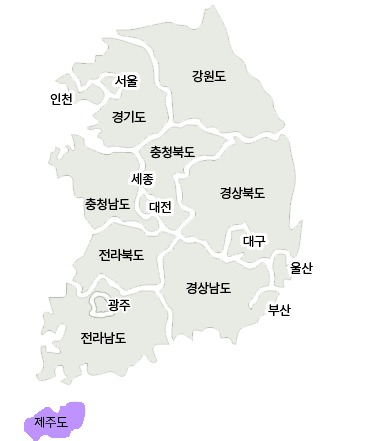 강원도
서울
인천
경기도
충청북도
세종
경상북도
충청남도
대전
대구
전라북도
울산
경상남도
광주
부산
전라남도
제주도